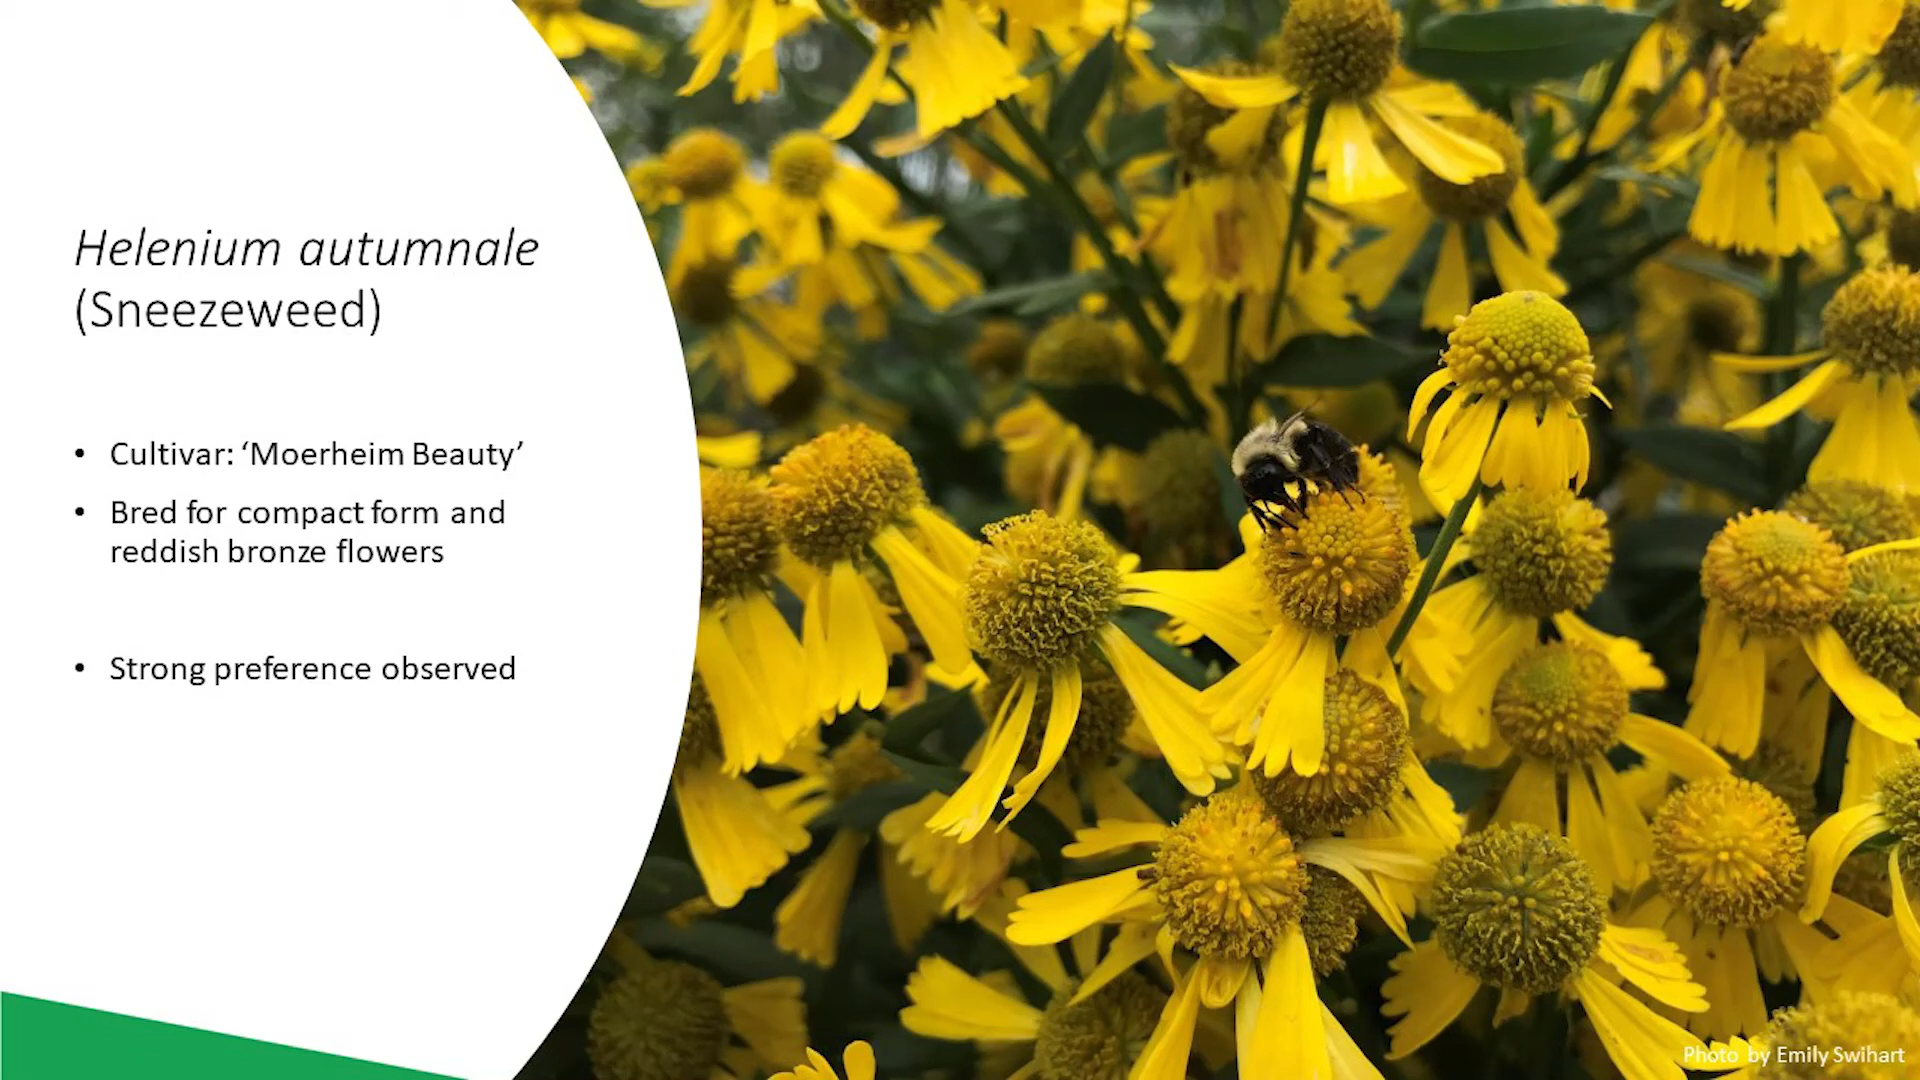 Helenium autumnale
(Sneezeweed)
• Cultivar: ‘Moerheim Beauty’
• Bred for compact form and
reddish bronze flowers
• Strong preference observed
Photo by Emily Swihart